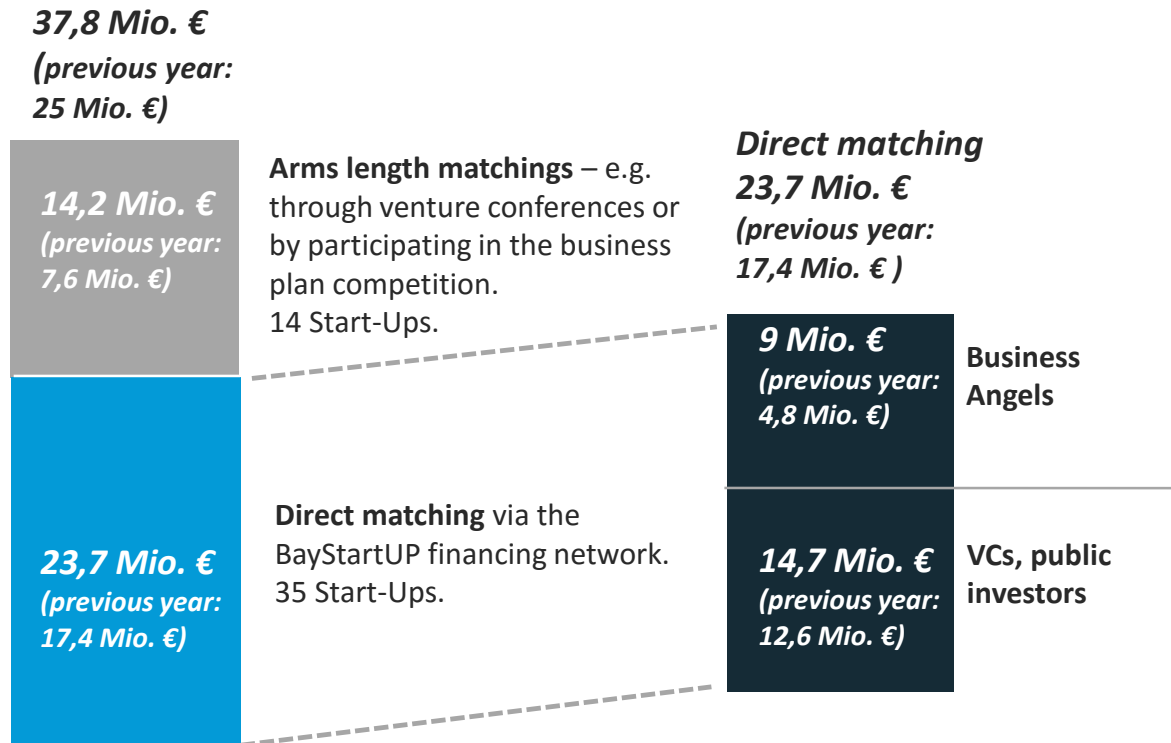 37,8 Mio. €
(previous year:
25 Mio. €)
14,2 Mio. €
(previous year:
7,6 Mio. €)
23,7 Mio. €
(previous year:
17,4 Mio. €)
Arms length matchings – e.g.
through venture conferences or
by participating in the business
plan competition.
14 Start-Ups.
Direct matching via the
BayStartUP financing network.
35 Start-Ups.
Direct matching
23,7 Mio. €
(previous year:
17,4 Mio. € )
9 Mio. €
(previous year:
4,8 Mio. €)
Business
Angels
14,7 Mio. €
(previous year:
12,6 Mio. €)
VCs, public
investors